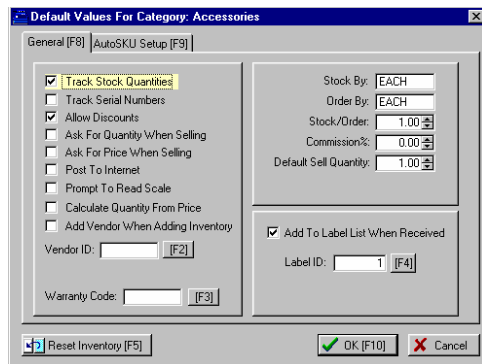 Default Values For Category: Accessories
General [F8] AutoSKU Setup [F9]
Track Stock Quantities
Track Serial Numbers
Allow Discounts
Ask For Quantity When Selling
Ask For Price When Selling
Post To Internet
Prompt To Read Scale
Calculate Quantity From Price
Add Vendor When Adding Inventory
Vendor ID: [F2]
Warranty Code: [F3]
Stock By: EACH
Order By: EACH
Stock/Order: 1.00
Commission%: 0.00
Default Sell Quantity: 1.00
Add To Label List When Received
Label ID: 1 [F4]
Reset Inventory [F5] OK [F10] Cancel